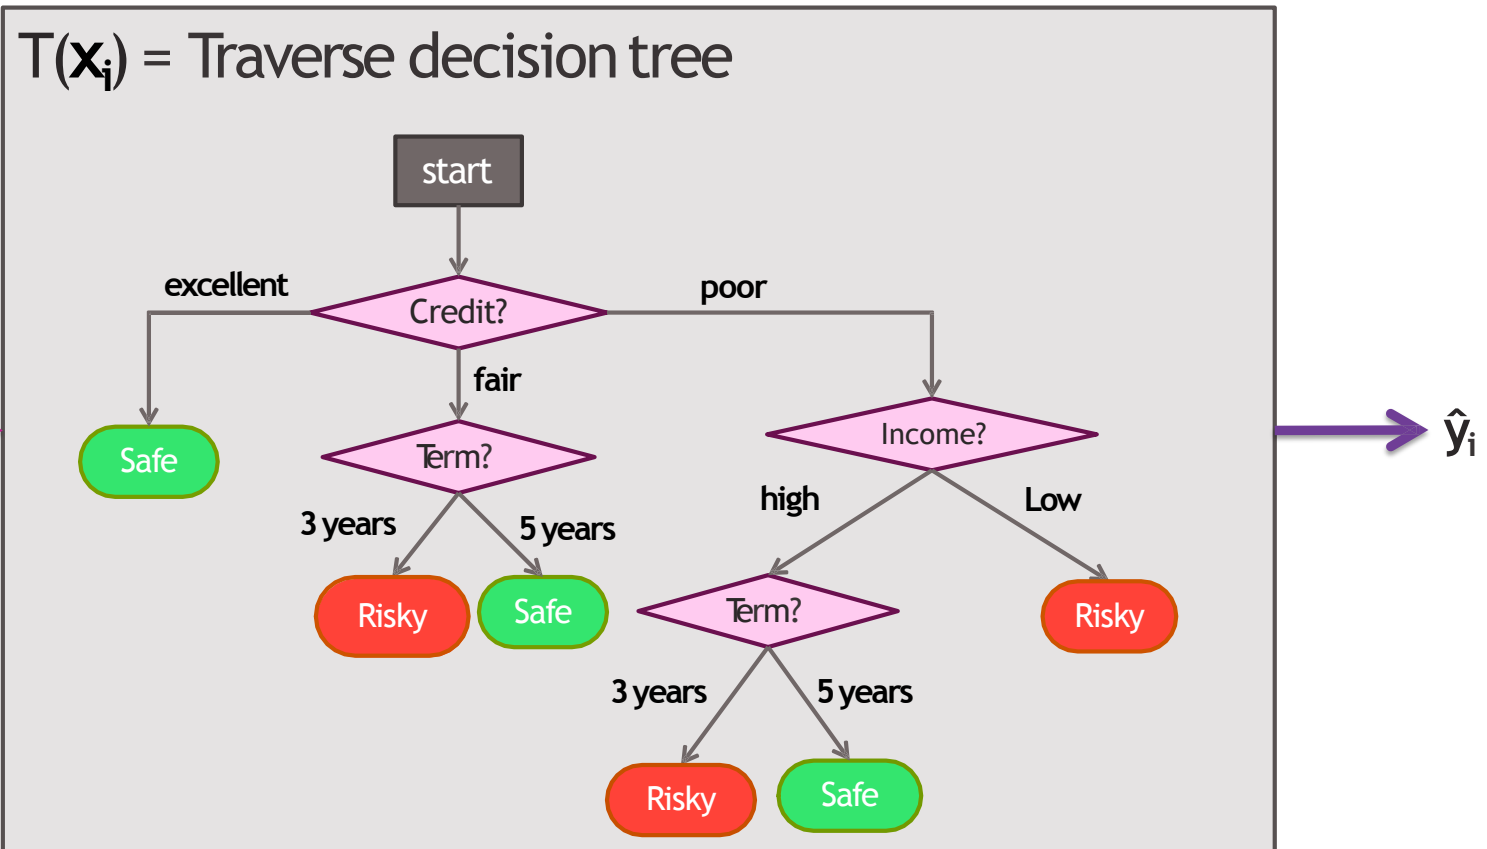 T(xᵢ) = Traverse decision tree
start
excellent
Credit?
poor
fair
Safe
Term?
Income?
ŷᵢ
3 years
5 years
high
Low
Risky
Safe
Term?
Risky
3 years
5 years
Risky
Safe